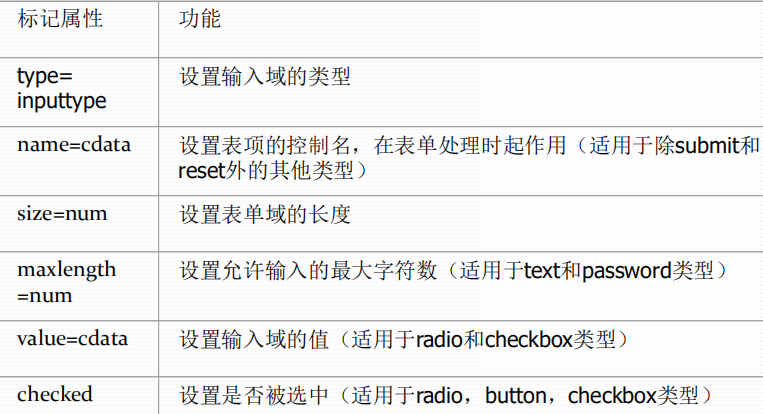 标记属性 功能
type= 设置输入域的类型
inputtype
name=cdata 设置表项的控制名，在表单处理时起作用（适用于除submit和
reset外的其他类型）
size=num 设置表单域的长度
maxlength 设置允许输入的最大字符数（适用于text和password类型）
=num
value=cdata 设置输入域的值（适用于radio和checkbox类型）
checked 设置是否被选中（适用于radio，button，checkbox类型）